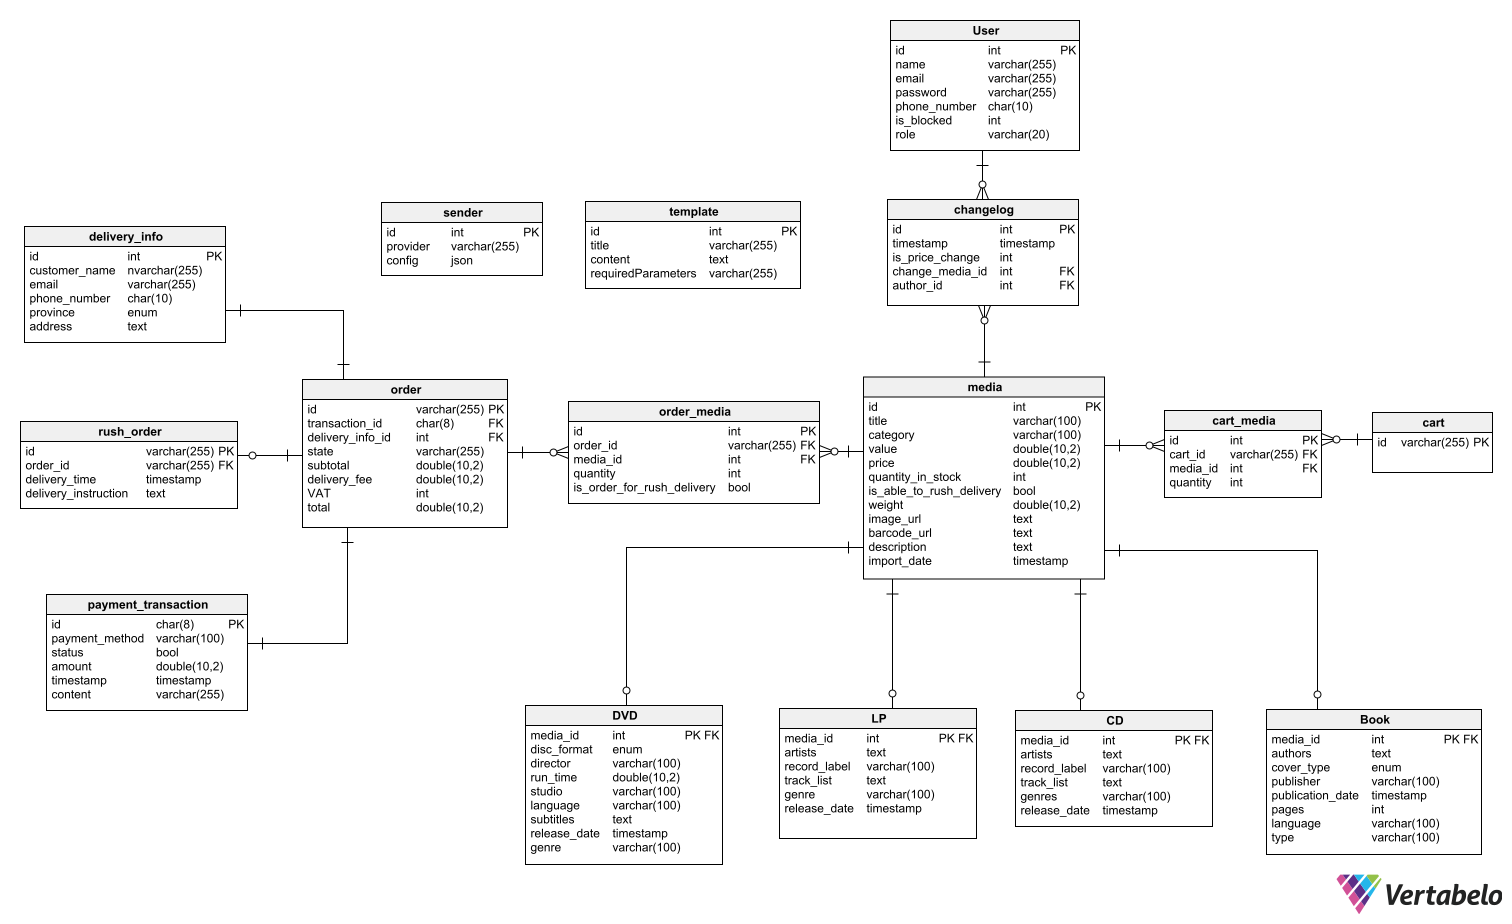 User
id int PK
name varchar(255)
email varchar(255)
password varchar(255)
phone_number char(10)
is_blocked int
role varchar(20)
changelog
id int PK
timestamp timestamp
is_price_change int
change_media_id int FK
author_id int FK
sender
id int PK
provider varchar(255)
config json
template
id int PK
title varchar(255)
content text
requiredParameters varchar(255)
delivery_info
id int PK
customer_name nvarchar(255)
email varchar(255)
phone_number char(10)
province enum
address text
order
id varchar(255) PK
transaction_id char(8) FK
delivery_info_id int FK
state varchar(255)
subtotal double(10,2)
delivery_fee double(10,2)
VAT int
total double(10,2)
rush_order
id varchar(255) PK
order_id varchar(255) FK
delivery_time timestamp
delivery_instruction text
order_media
id int PK
order_id varchar(255) FK
media_id int FK
quantity int
is_order_for_rush_delivery bool
media
id int PK
title varchar(100)
category varchar(100)
value double(10,2)
price double(10,2)
quantity_in_stock int
is_able_to_rush_delivery bool
weight double(10,2)
image_url text
barcode_url text
description text
import_date timestamp
cart_media
id int PK
cart_id varchar(255) FK
media_id int FK
quantity int
cart
id varchar(255) PK
payment_transaction
id char(8) PK
payment_method varchar(100)
status bool
amount double(10,2)
timestamp timestamp
content varchar(255)
DVD
media_id int PK FK
disc_format enum
director varchar(100)
run_time double(10,2)
studio varchar(100)
language varchar(100)
subtitles text
release_date timestamp
genre varchar(100)
LP
media_id int PK FK
artists text
record_label varchar(100)
track_list text
genre varchar(100)
release_date timestamp
CD
media_id int PK FK
artists text
record_label varchar(100)
track_list text
genres varchar(100)
release_date timestamp
Book
media_id int PK FK
authors text
cover_type enum
publisher varchar(100)
publication_date timestamp
pages int
language varchar(100)
type varchar(100)
Vertabelo